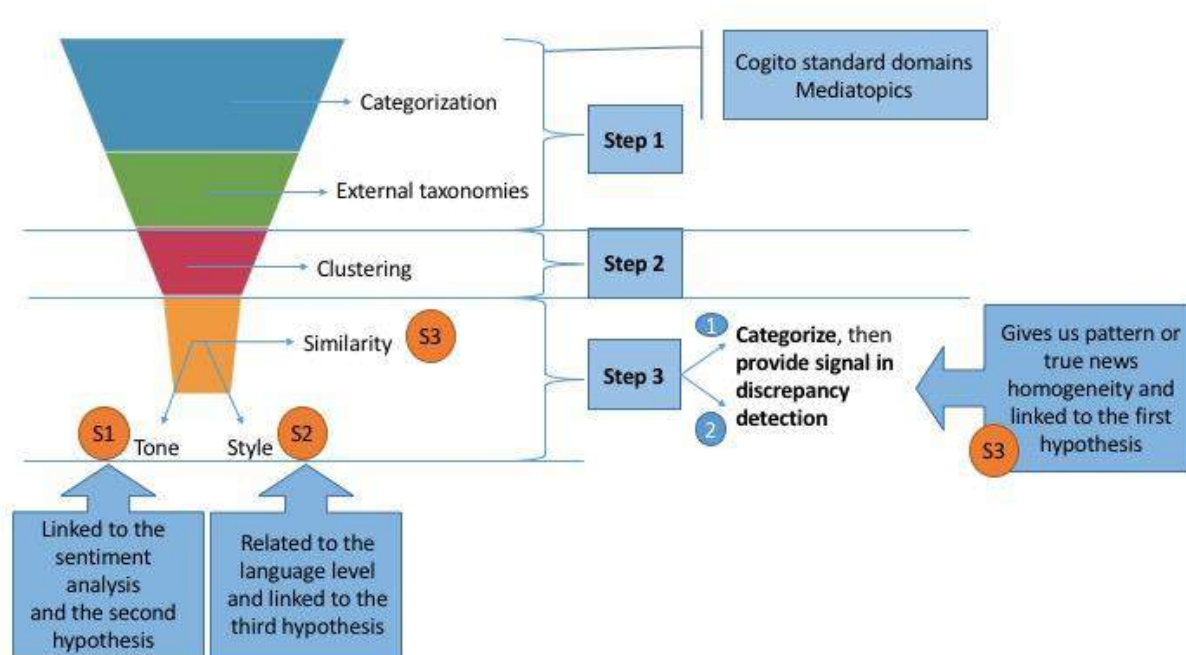 Cogito standard domains
Mediatopics
Categorization
Step 1
External taxonomies
Clustering
Step 2
Similarity
S3
Step 3
1
2
Categorize, then
provide signal in
discrepancy
detection
Gives us pattern or
true news
homogeneity and
linked to the first
hypothesis
S3
S1
Tone
Style
S2
Linked to the
sentiment
analysis
and the second
hypothesis
Related to the
language level
and linked to the
third hypothesis